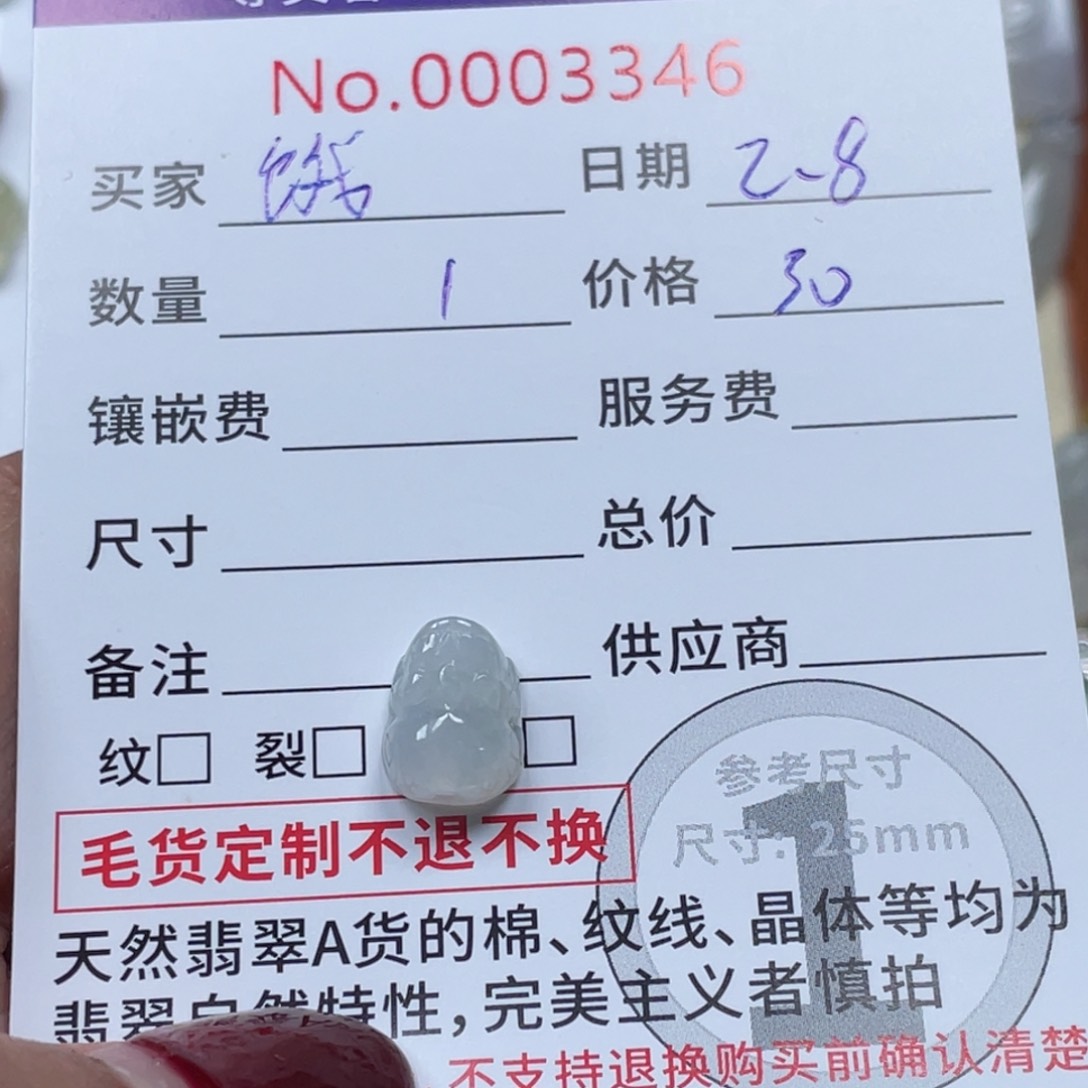 No.0003346
买家 日期 2-8
数量 1 价格 30
镶嵌费 服务费
尺寸 总价
备注 供应商
纹□ 裂□ □
参考尺寸
尺寸: 25mm
1
毛货定制不退不换
天然翡翠A货的棉、纹线、晶体等均为
翡翠自然特性,完美主义者慎拍
不支持退换购买前确认清楚